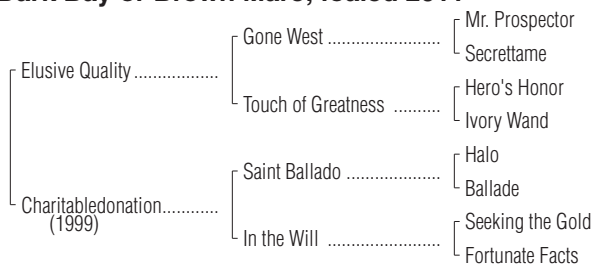 Dark Bay or Brown Mare; foaled 2011
Mr. Prospector
Gone West .......................
Secrettame
Elusive Quality .................
Hero's Honor
Touch of Greatness ..........
Ivory Wand
Halo
Saint Ballado ...................
Ballade
Charitabledonation............
(1999)
Seeking the Gold
In the Will .......................
Fortunate Facts